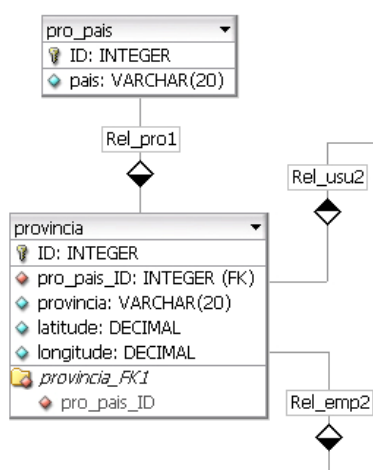 pro_pais
ID: INTEGER
pais: VARCHAR(20)
Rel_pro1
Rel_usu2
provincia
ID: INTEGER
pro_pais_ID: INTEGER (FK)
provincia: VARCHAR(20)
latitude: DECIMAL
longitude: DECIMAL
provincia_FK1
pro_pais_ID
Rel_emp2